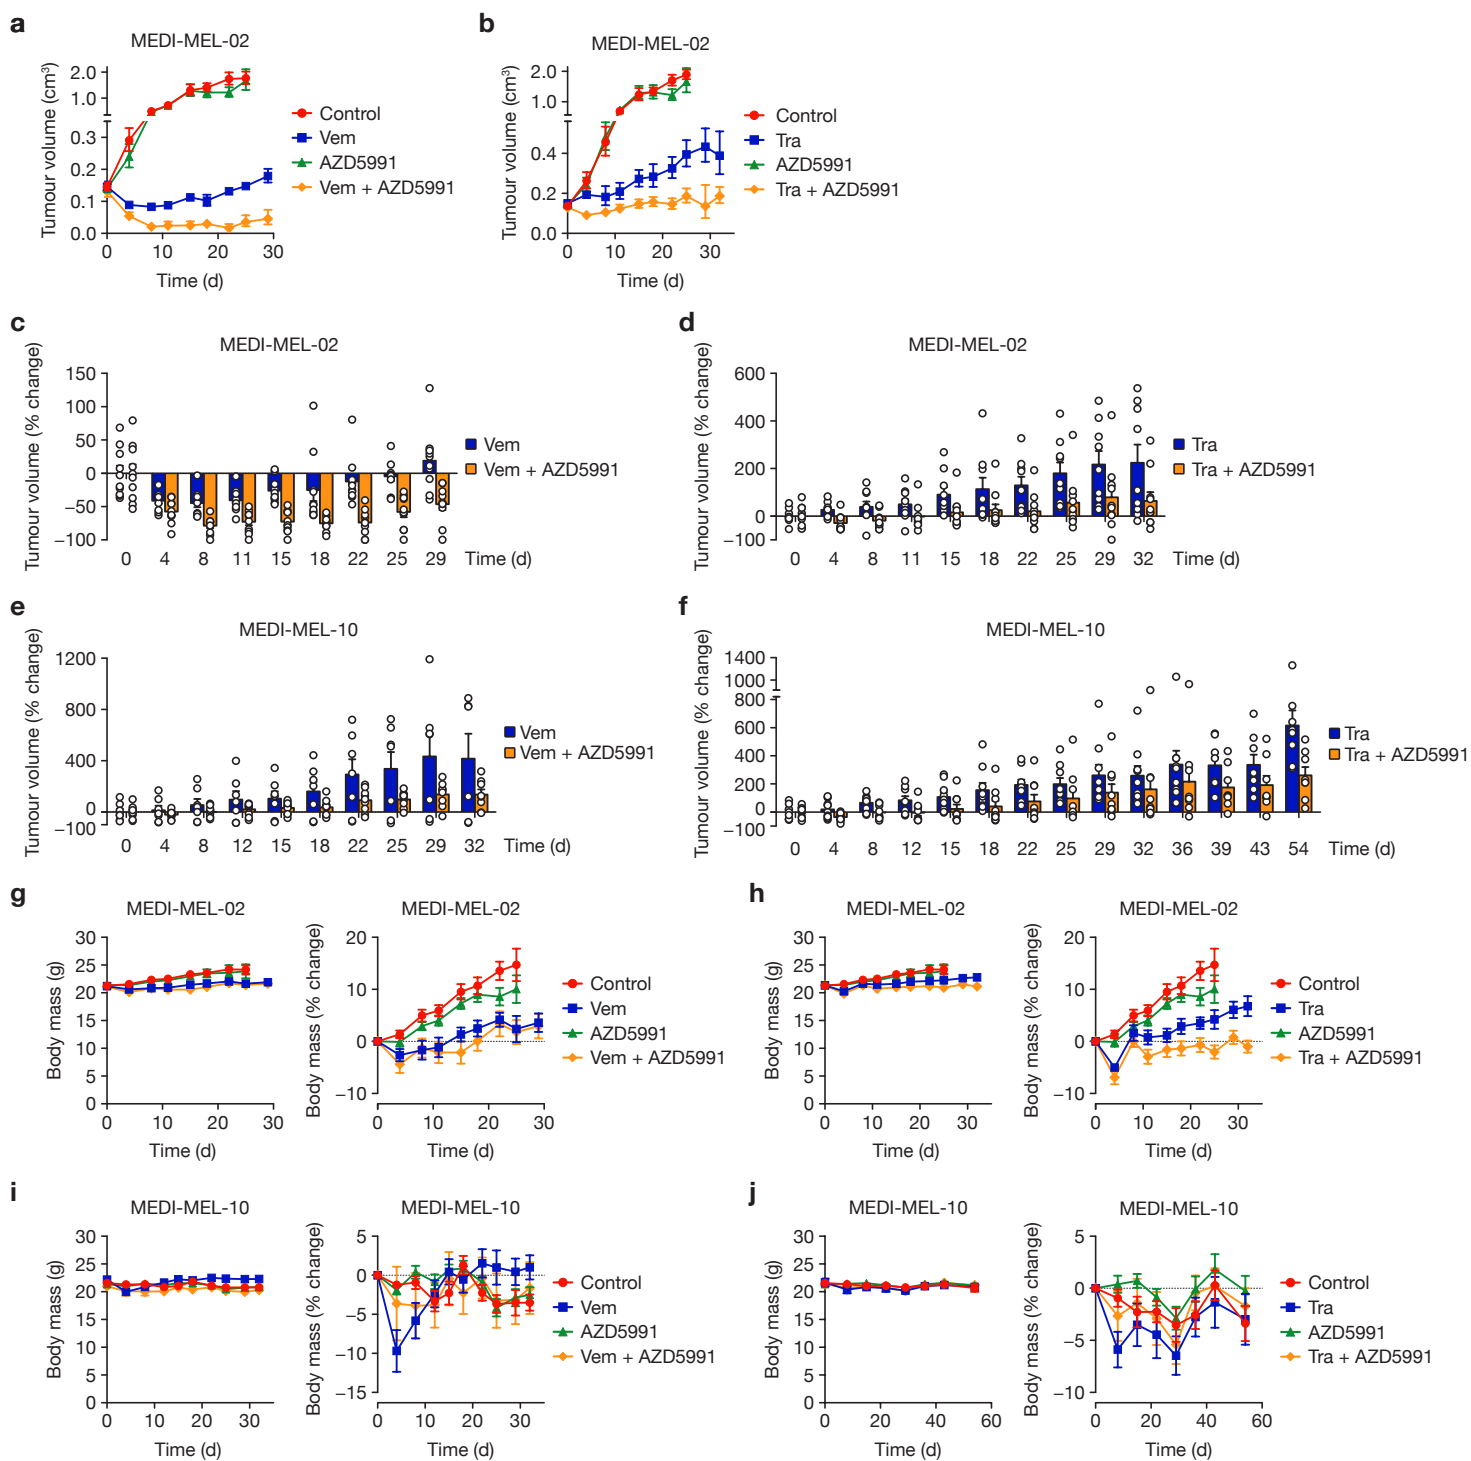 a
MEDI-MEL-02
Tumour volume (cm³)
2.0
1.0
0.3
0.2
0.1
0.0
0 10 20 30
Time (d)
Control
Vem
AZD5991
Vem + AZD5991
b
MEDI-MEL-02
Tumour volume (cm³)
2.0
1.0
0.4
0.2
0.0
0 10 20 30
Time (d)
Control
Tra
AZD5991
Tra + AZD5991
c
MEDI-MEL-02
Tumour volume (% change)
150
100
50
0
−50
−100
0 4 8 11 15 18 22 25 29 Time (d)
Vem
Vem + AZD5991
d
MEDI-MEL-02
Tumour volume (% change)
600
400
200
0
−100
0 4 8 11 15 18 22 25 29 32 Time (d)
Tra
Tra + AZD5991
e
MEDI-MEL-10
Tumour volume (% change)
1200
800
400
0
−100
0 4 8 12 15 18 22 25 29 32 Time (d)
Vem
Vem + AZD5991
f
MEDI-MEL-10
Tumour volume (% change)
1400
1000
800
600
400
200
0
−100
0 4 8 12 15 18 22 25 29 32 36 39 43 54 Time (d)
Tra
Tra + AZD5991
g
MEDI-MEL-02
Body mass (g)
30
25
20
15
10
5
0
0 10 20 30
Time (d)
MEDI-MEL-02
Body mass (% change)
20
10
0
−10
0 10 20 30
Time (d)
Control
Vem
AZD5991
Vem + AZD5991
h
MEDI-MEL-02
Body mass (g)
30
25
20
15
10
5
0
0 10 20 30
Time (d)
MEDI-MEL-02
Body mass (% change)
20
10
0
−10
0 10 20 30
Time (d)
Control
Tra
AZD5991
Tra + AZD5991
i
MEDI-MEL-10
Body mass (g)
30
25
20
15
10
5
0
0 10 20 30
Time (d)
MEDI-MEL-10
Body mass (% change)
5
0
−5
−10
−15
0 10 20 30
Time (d)
Control
Vem
AZD5991
Vem + AZD5991
j
MEDI-MEL-10
Body mass (g)
30
25
20
15
10
5
0
0 20 40 60
Time (d)
MEDI-MEL-10
Body mass (% change)
5
0
−5
−10
0 20 40 60
Time (d)
Control
Tra
AZD5991
Tra + AZD5991